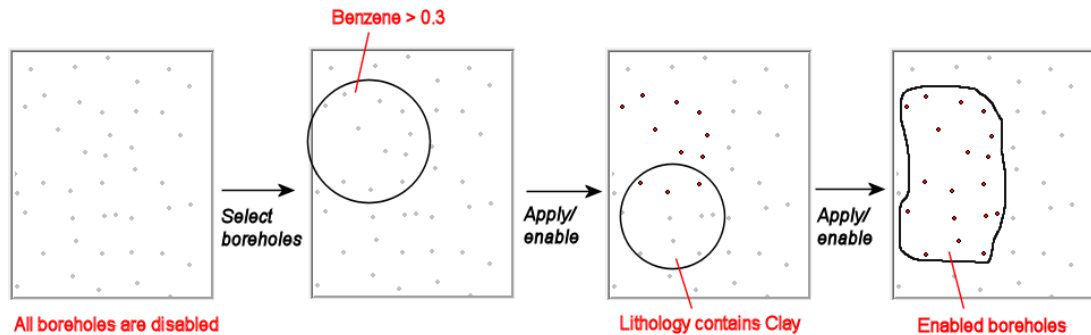 Benzene > 0.3
Select
boreholes
Apply/
enable
Apply/
enable
All boreholes are disabled
Lithology contains Clay
Enabled boreholes